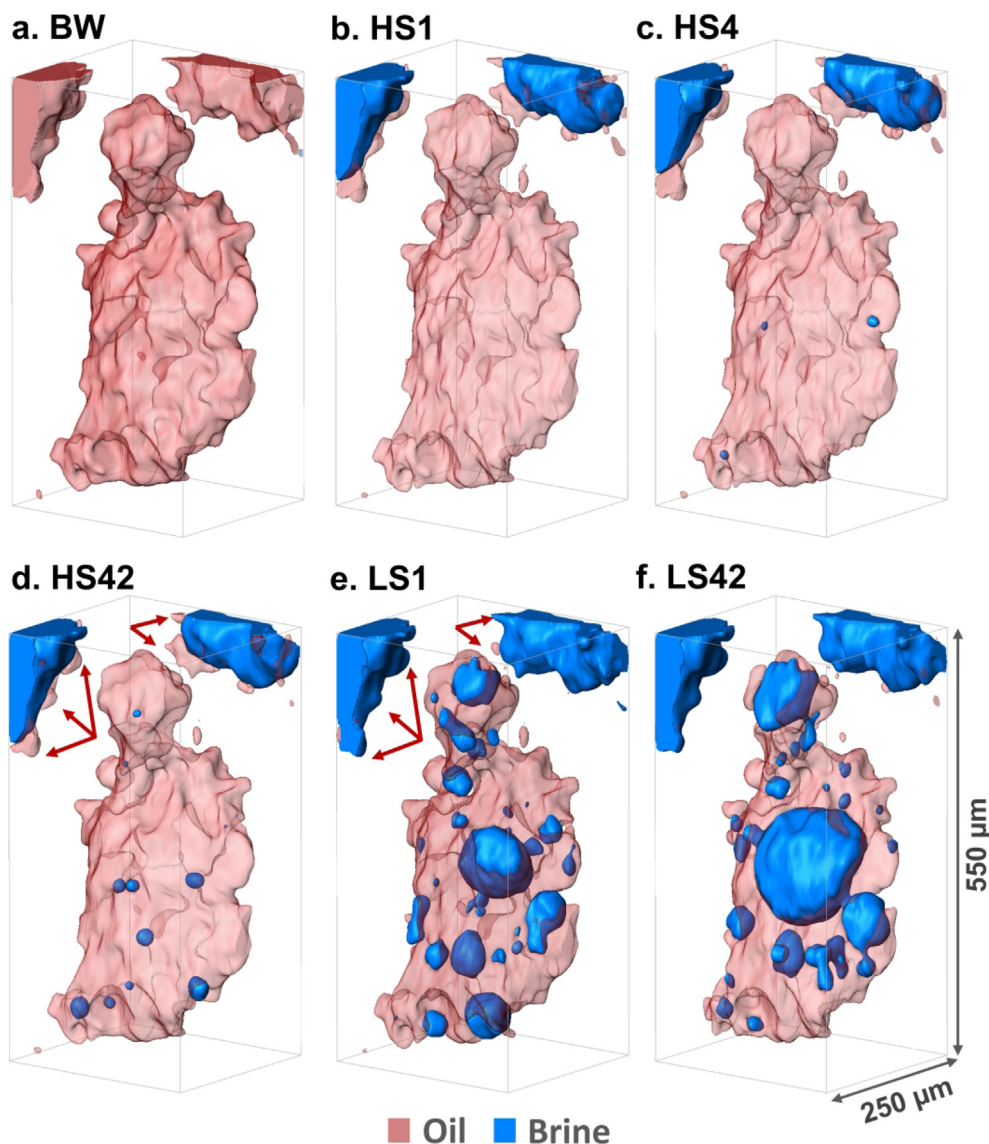 a. BW
b. HS1
c. HS4
d. HS42
e. LS1
f. LS42
550 µm
250 µm
Oil
Brine